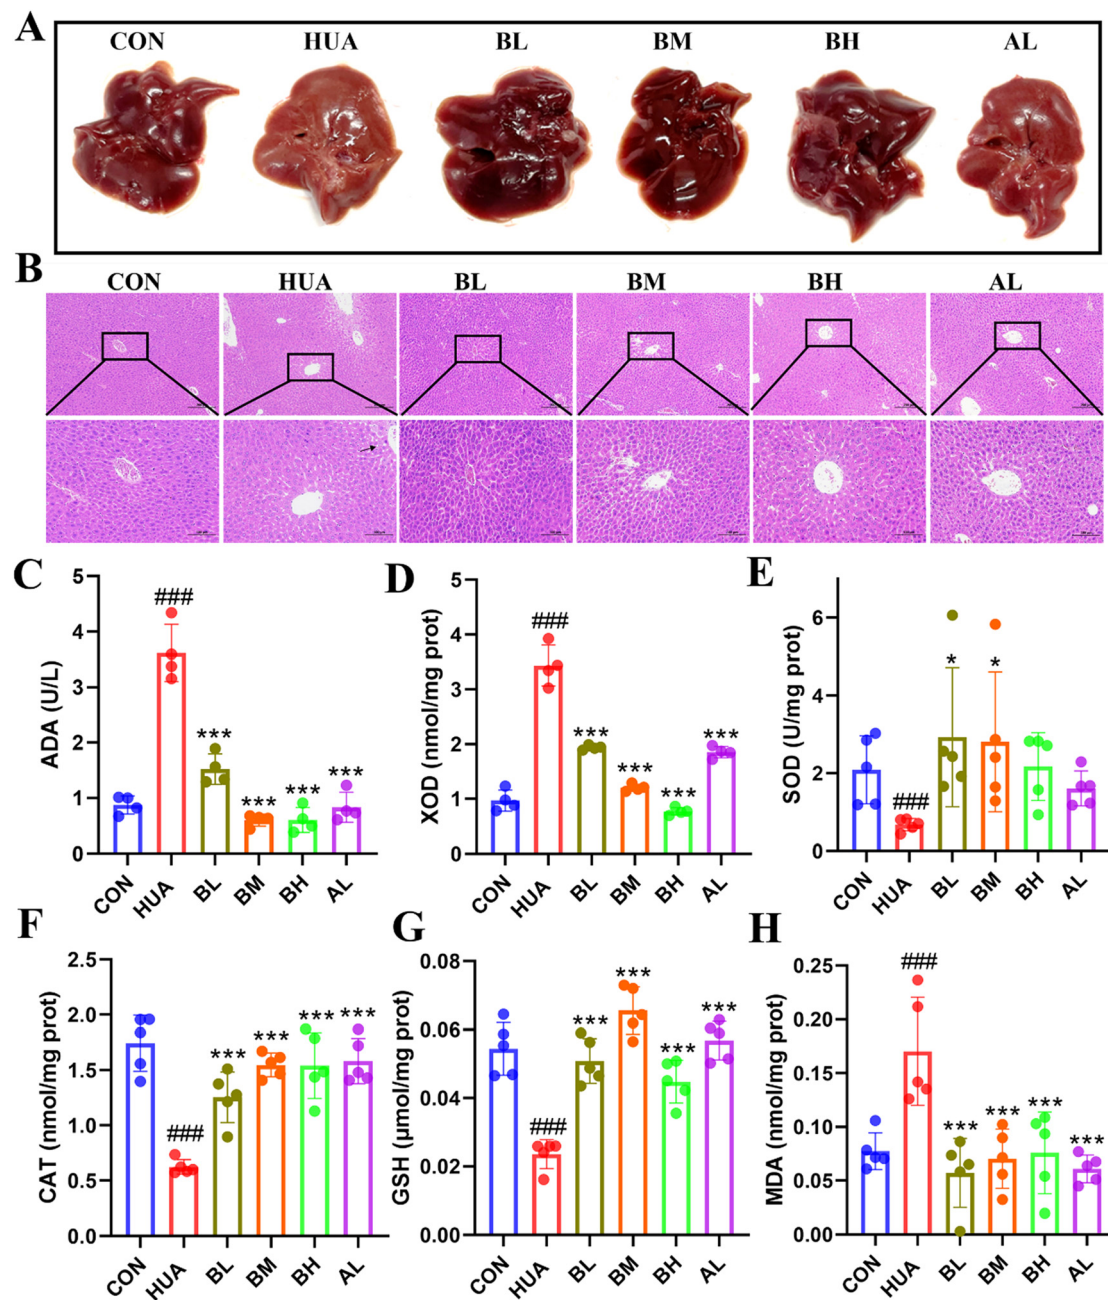 A
CON HUA BL BM BH AL
B
CON HUA BL BM BH AL
C
ADA (U/L)
5
4
3
2
1
0
###
***
***
***
***
CON HUA BL BM BH AL
D
XOD (nmol/mg prot)
5
4
3
2
1
0
###
***
***
***
***
CON HUA BL BM BH AL
E
SOD (U/mg prot)
6
4
2
0
###
*
*
CON HUA BL BM BH AL
F
CAT (nmol/mg prot)
2.5
2.0
1.5
1.0
0.5
0.0
###
***
***
***
***
CON HUA BL BM BH AL
G
GSH (μmol/mg prot)
0.08
0.06
0.04
0.02
0.00
###
***
***
***
***
CON HUA BL BM BH AL
H
MDA (nmol/mg prot)
0.25
0.20
0.15
0.10
0.05
0.00
###
***
***
***
***
CON HUA BL BM BH AL